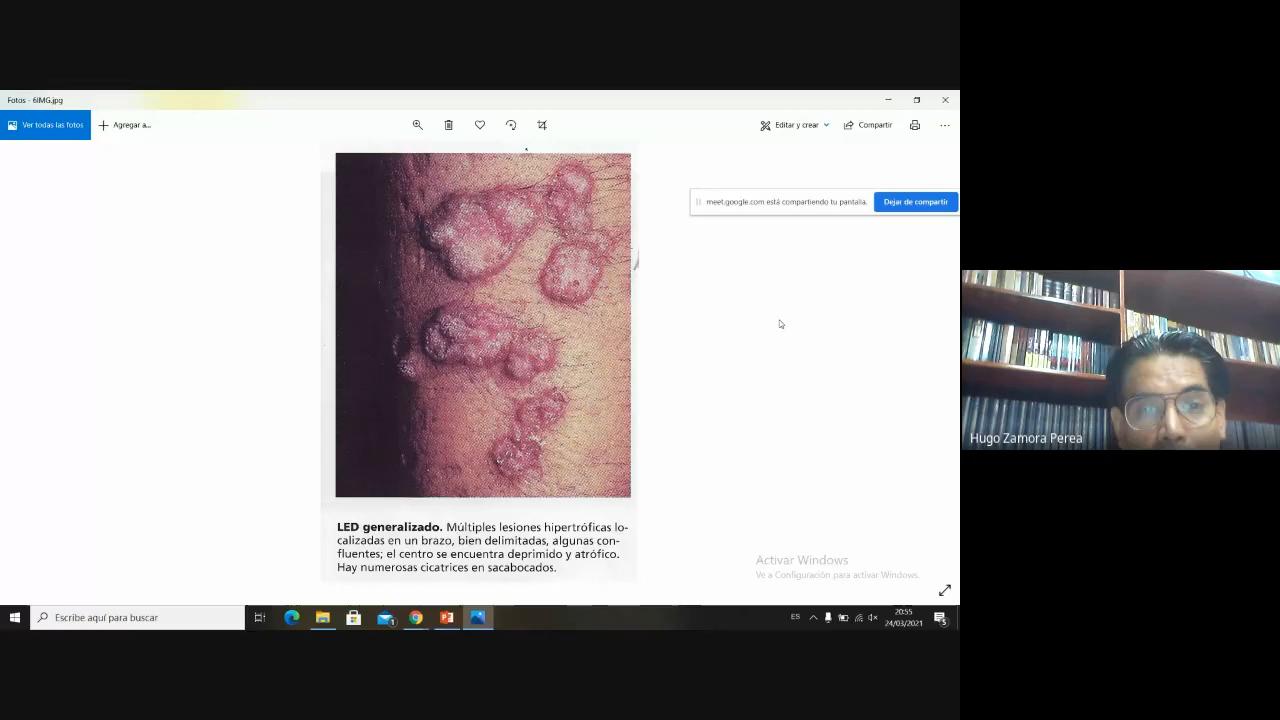 Fotos - 6IMG.jpg
Ver todas las fotos
Agregar a...
Editar y crear
Compartir
meet.google.com está compartiendo tu pantalla.
Dejar de compartir
LED generalizado. Múltiples lesiones hipertróficas lo-
calizadas en un brazo, bien delimitadas, algunas con-
fluentes; el centro se encuentra deprimido y atrófico.
Hay numerosas cicatrices en sacabocados.
Hugo Zamora Perea
Activar Windows
Ve a Configuración para activar Windows.
Escribe aquí para buscar
1
ES
20:55
24/03/2021
5